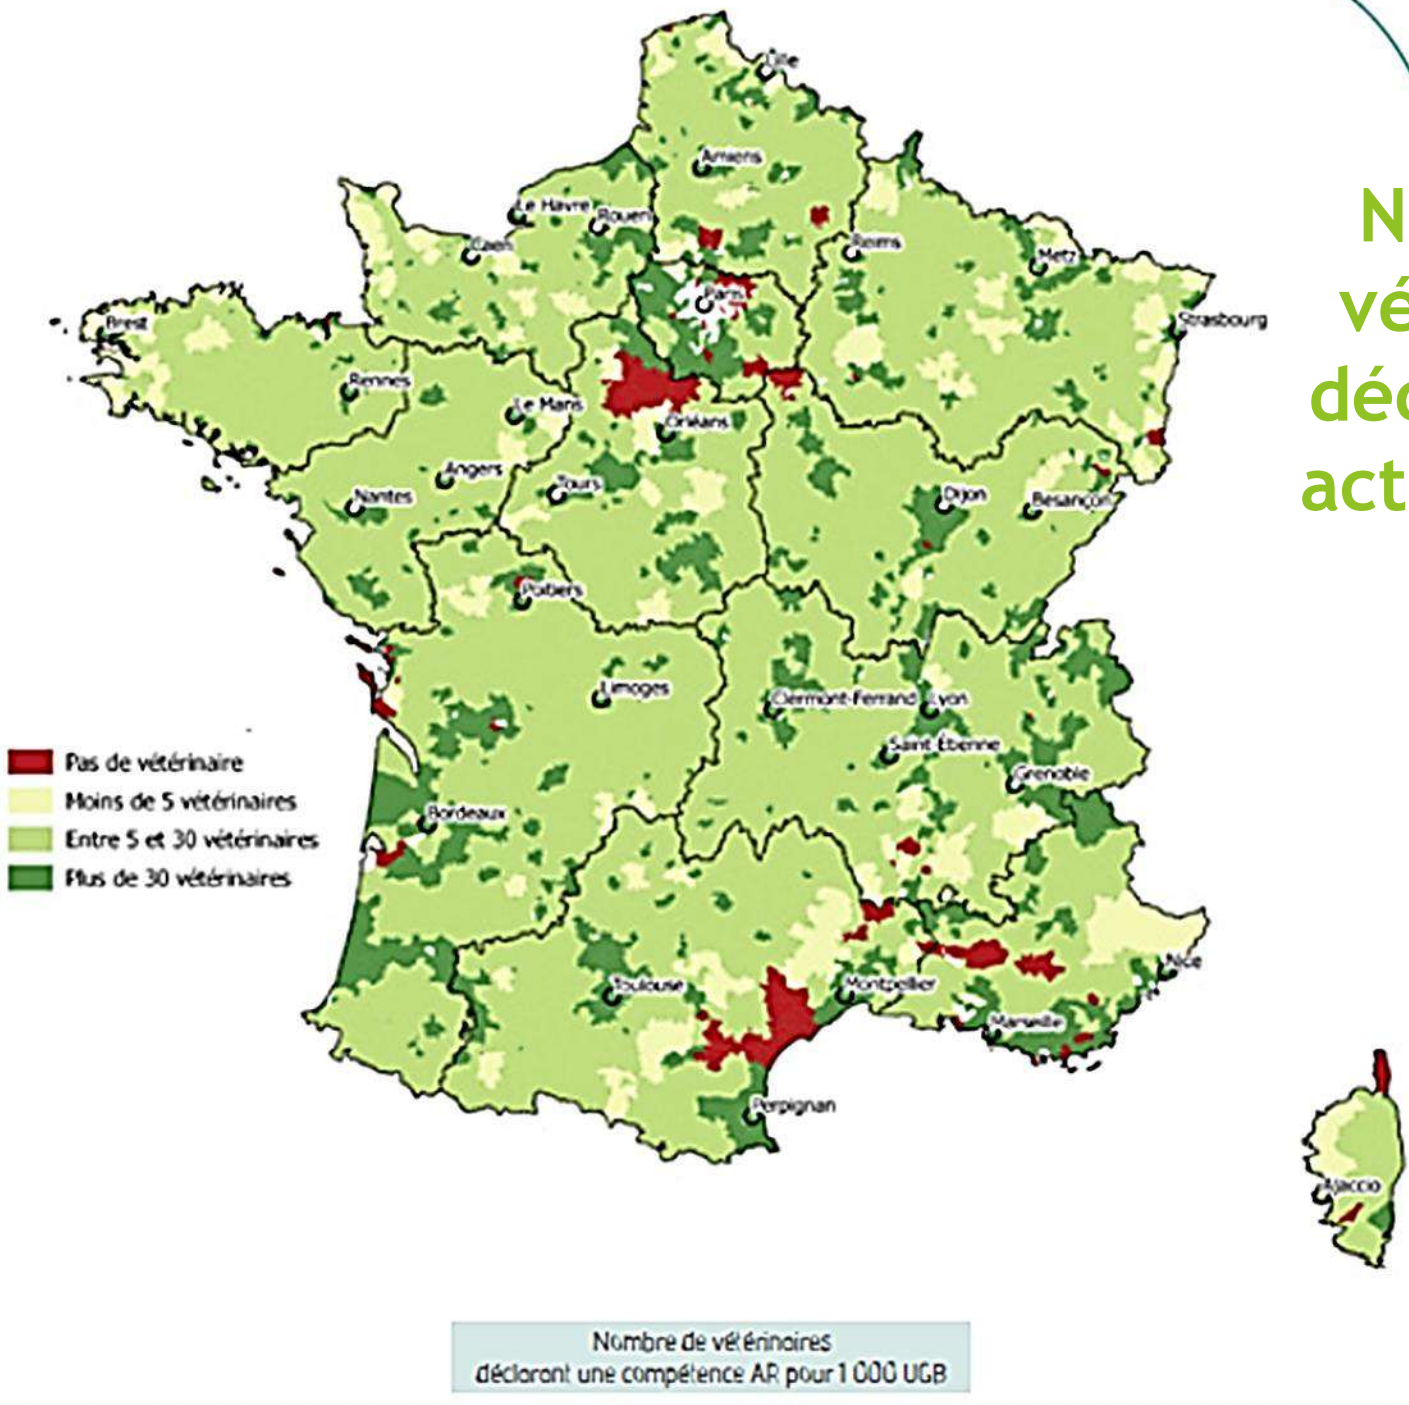 Lille
Amiens
Le Havre
Rouen
Caen
Reims
Metz
Paris
Strasbourg
Brest
Rennes
Le Mans
Orléans
Angers
Tours
Nantes
Dijon
Besançon
Poitiers
Limoges
Clermont-Ferrand
Lyon
Saint-Étienne
Grenoble
Bordeaux
Toulouse
Montpellier
Nice
Marseille
Perpignan
Ajaccio
Pas de vétérinaire
Moins de 5 vétérinaires
Entre 5 et 30 vétérinaires
Plus de 30 vétérinaires
N
vé
déc
act
Nombre de vétérinaires
déclarant une compétence AR pour 1 000 UGB